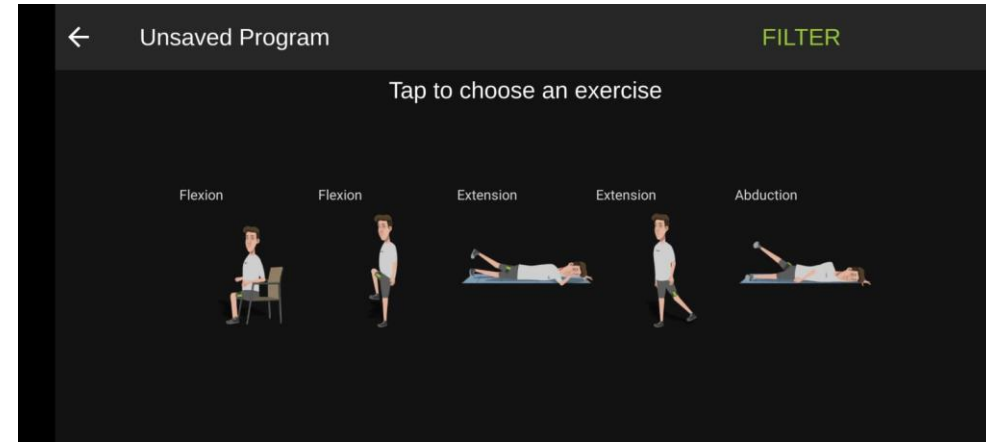 Unsaved Program
FILTER
Tap to choose an exercise
Flexion
Flexion
Extension
Extension
Abduction